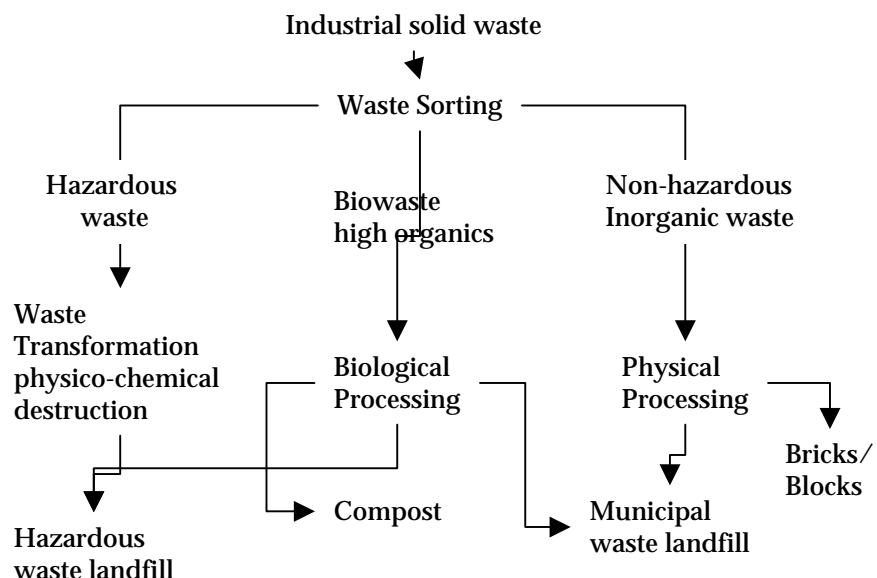 Industrial solid waste
Waste Sorting
Hazardous
waste
Biowaste
high organics
Non-hazardous
Inorganic waste
Waste
Transformation
physico-chemical
destruction
Biological
Processing
Physical
Processing
Bricks/
Blocks
Hazardous
waste landfill
Compost
Municipal
waste landfill